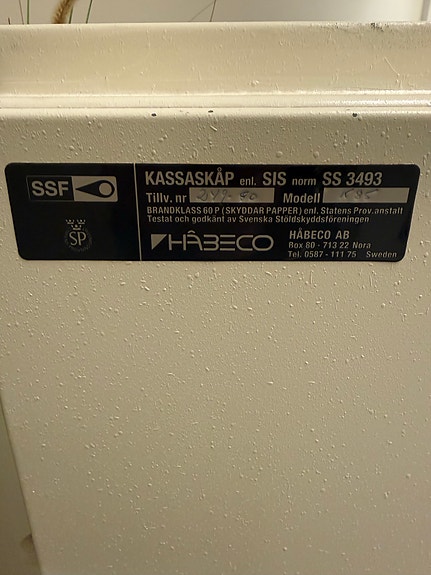 SSF
SP
KASSASKÅP enl. SIS norm SS 3493
Tillv. nr Modell
BRANDKLASS 60 P (SKYDDAR PAPPER) enl. Statens Prov.anstalt
Testat och godkänt av Svenska Stöldskyddsföreningen
HÅBECO
HÅBECO AB
Box 80 - 713 22 Nora
Tel. 0587 - 111 75 Sweden